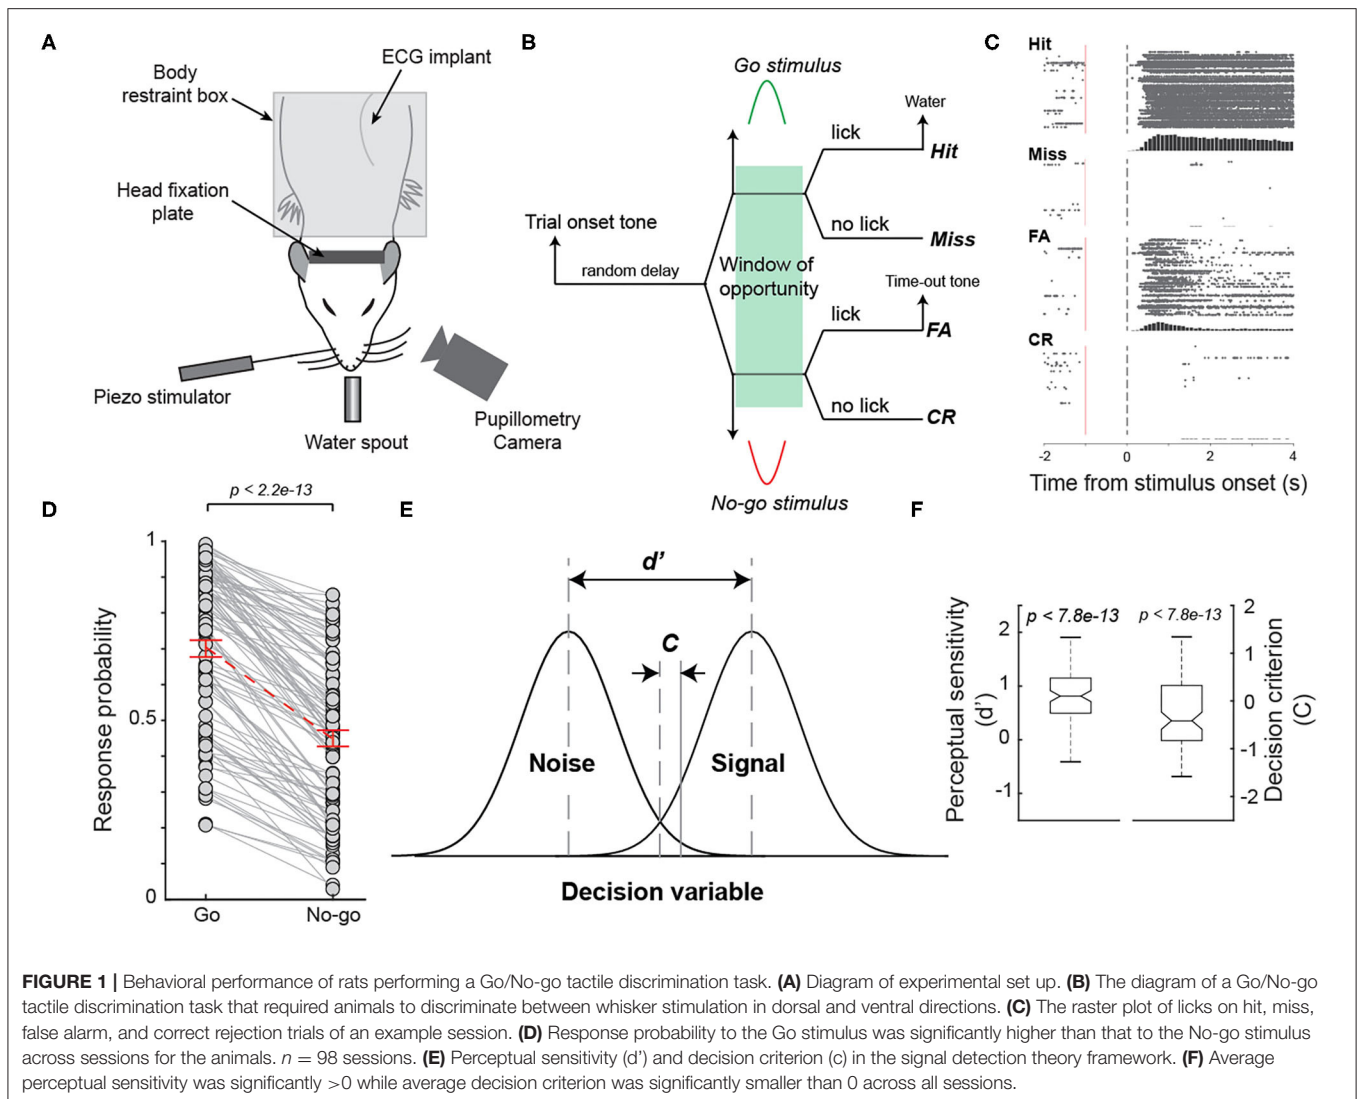 A
Body
restraint box
ECG implant
Head fixation
plate
Piezo stimulator
Water spout
Pupillometry
Camera
B
Go stimulus
Water
lick
Hit
Trial onset tone
random delay
no lick
Miss
Window of
opportunity
Time-out tone
lick
FA
no lick
CR
No-go stimulus
C
Hit
Miss
FA
CR
-2
0
2
4
Time from stimulus onset (s)
D
p < 2.2e-13
1
0.5
0
Response probability
Go
No-go
E
d’
C
Noise
Signal
Decision variable
F
p < 7.8e-13
p < 7.8e-13
2
1
0
-1
Perceptual sensitivity
(d’)
2
1
0
-1
-2
Decision criterion
(C)
FIGURE 1 | Behavioral performance of rats performing a Go/No-go tactile discrimination task. (A) Diagram of experimental set up. (B) The diagram of a Go/No-go
tactile discrimination task that required animals to discriminate between whisker stimulation in dorsal and ventral directions. (C) The raster plot of licks on hit, miss,
false alarm, and correct rejection trials of an example session. (D) Response probability to the Go stimulus was significantly higher than that to the No-go stimulus
across sessions for the animals. n = 98 sessions. (E) Perceptual sensitivity (d’) and decision criterion (c) in the signal detection theory framework. (F) Average
perceptual sensitivity was significantly >0 while average decision criterion was significantly smaller than 0 across all sessions.